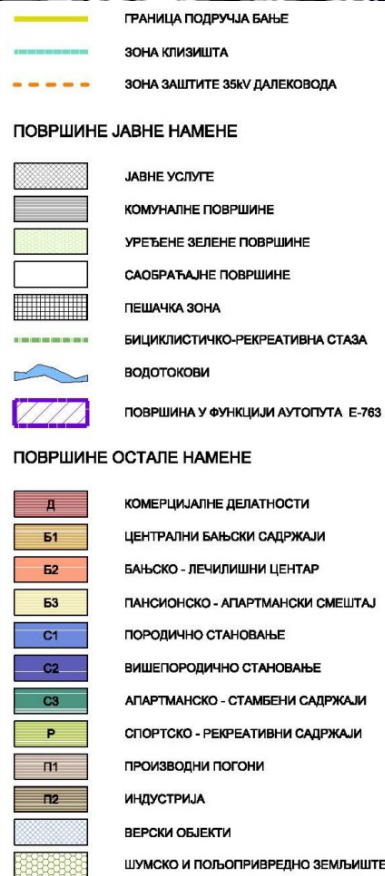 ГРАНИЦА ПОДРУЧЈА БАЊЕ
ЗОНА КЛИЗИШТА
ЗОНА ЗАШТИТЕ 35kV ДАЛЕКОВОДА
ПОВРШИНЕ ЈАВНЕ НАМЕНЕ
ЈАВНЕ УСЛУГЕ
КОМУНАЛНЕ ПОВРШИНЕ
УРЕЂЕНЕ ЗЕЛЕНЕ ПОВРШИНЕ
САОБРАЋАЈНЕ ПОВРШИНЕ
ПЕШАЧКА ЗОНА
БИЦИКЛИСТИЧКО-РЕКРЕАТИВНА СТАЗА
ВОДОТОКОВИ
ПОВРШИНА У ФУНКЦИЈИ АУТОПУТА Е-763
ПОВРШИНЕ ОСТАЛЕ НАМЕНЕ
Д КОМЕРЦИЈАЛНЕ ДЕЛАТНОСТИ
Б1 ЦЕНТРАЛНИ БАЊСКИ САДРЖАЈИ
Б2 БАЊСКО - ЛЕЧИЛИШНИ ЦЕНТАР
Б3 ПАНСИОНСКО - АПАРТМАНСКИ СМЕШТАЈ
С1 ПОРОДИЧНО СТАНОВАЊЕ
С2 ВИШЕПОРОДИЧНО СТАНОВАЊЕ
С3 АПАРТМАНСКО - СТАМБЕНИ САДРЖАЈИ
Р СПОРТСКО - РЕКРЕАТИВНИ САДРЖАЈИ
П1 ПРОИЗВОДНИ ПОГОНИ
П2 ИНДУСТРИЈА
ВЕРСКИ ОБЈЕКТИ
ШУМСКО И ПОЉОПРИВРЕДНО ЗЕМЉИШТЕ